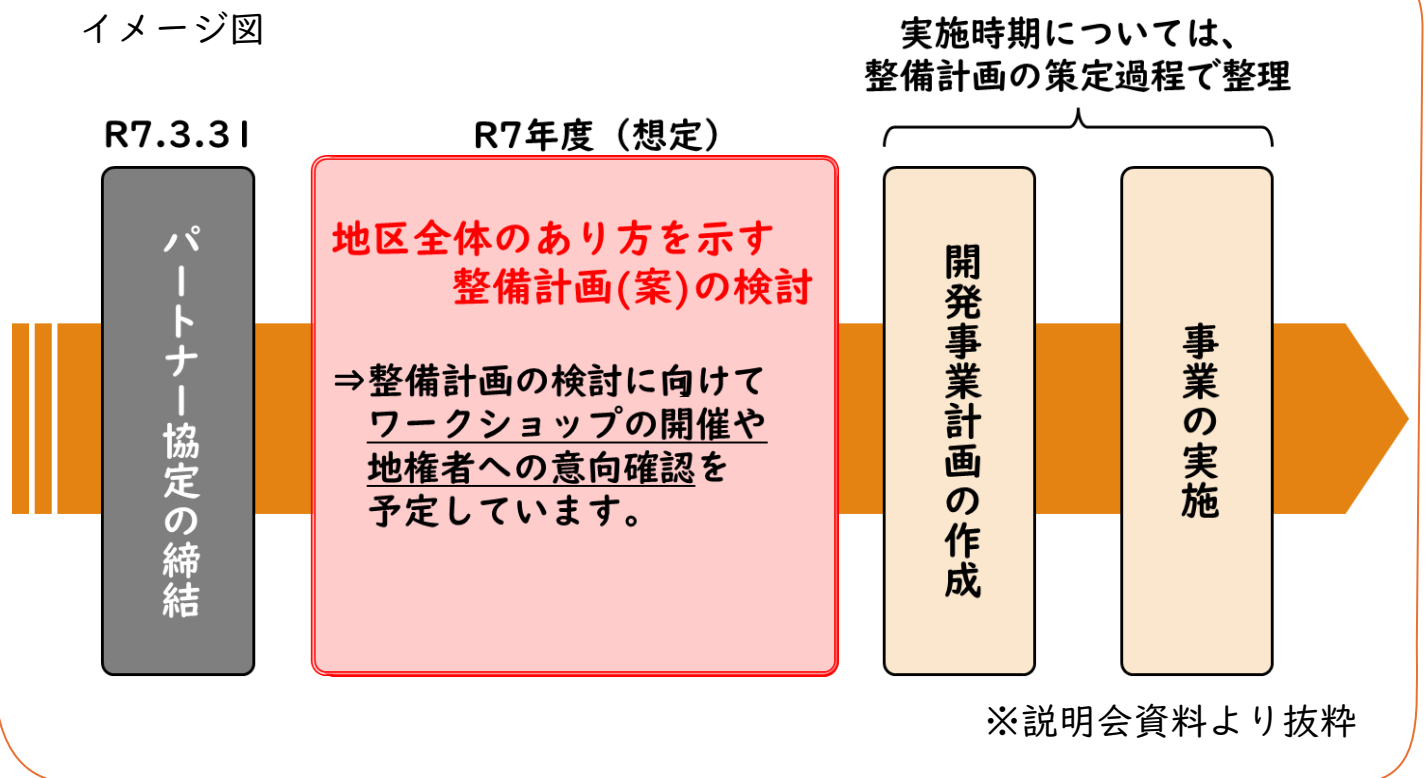 イメージ図
実施時期については、
整備計画の策定過程で整理
R7.3.31
R7年度（想定）
パートナー協定の締結
地区全体のあり方を示す
整備計画(案)の検討
⇒整備計画の検討に向けて
ワークショップの開催や
地権者への意向確認を
予定しています。
開発事業計画の作成
事業の実施
※説明会資料より抜粋